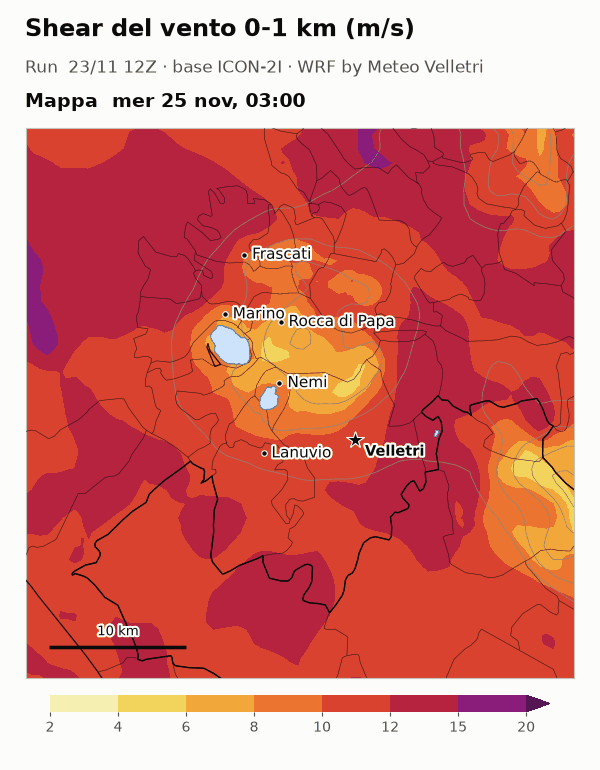 Shear del vento 0-1 km (m/s)
Run  23/11 12Z · base ICON-2I · WRF by Meteo Velletri
Mappa  mer 25 nov, 03:00
Frascati
Marino
Rocca di Papa
Nemi
Velletri
Lanuvio
10 km
2 4 6 8 10 12 15 20